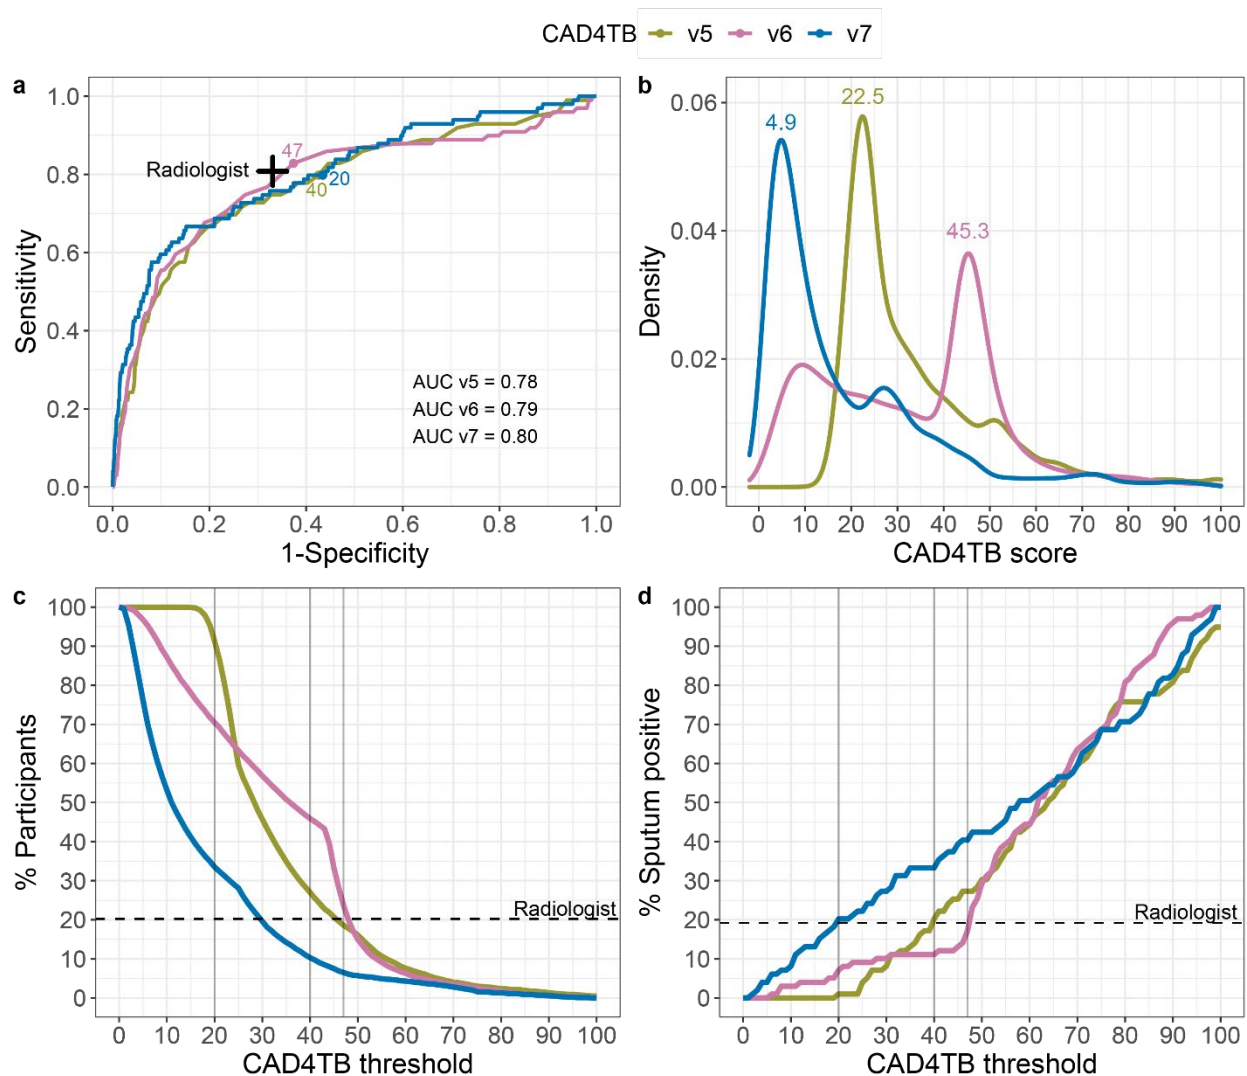 CAD4TB v5 v6 v7
a
1.0
0.8
0.6
0.4
0.2
0.0
Sensitivity
Radiologist
47
20
40
AUC v5 = 0.78
AUC v6 = 0.79
AUC v7 = 0.80
0.0 0.2 0.4 0.6 0.8 1.0
1-Specificity
b
0.06
0.04
0.02
0.00
Density
4.9
22.5
45.3
0 10 20 30 40 50 60 70 80 90 100
CAD4TB score
c
100
90
80
70
60
50
40
30
20
10
0
% Participants
Radiologist
0 10 20 30 40 50 60 70 80 90 100
CAD4TB threshold
d
100
90
80
70
60
50
40
30
20
10
0
% Sputum positive
Radiologist
0 10 20 30 40 50 60 70 80 90 100
CAD4TB threshold